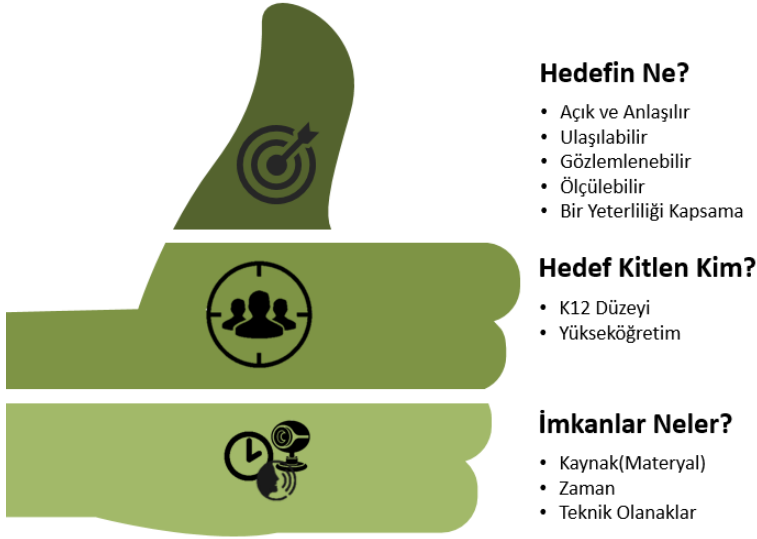 Hedefin Ne?
• Açık ve Anlaşılır
• Ulaşılabilir
• Gözlemlenebilir
• Ölçülebilir
• Bir Yeterliliği Kapsama
Hedef Kitlen Kim?
• K12 Düzeyi
• Yükseköğretim
İmkanlar Neler?
• Kaynak(Materyal)
• Zaman
• Teknik Olanaklar